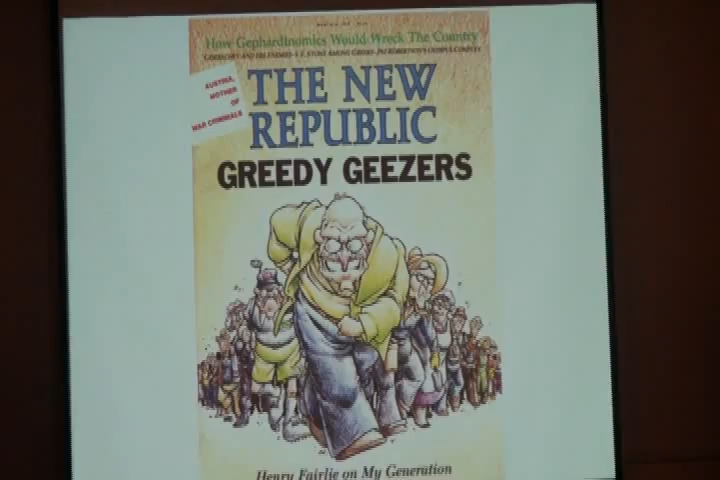 How Gephardinomics Would Wreck The Country
AUSTRIA,
MOTHER
OF
WAR CRIMINALS
THE NEW
REPUBLIC
GREEDY GEEZERS
Henry Fairlie on My Generation